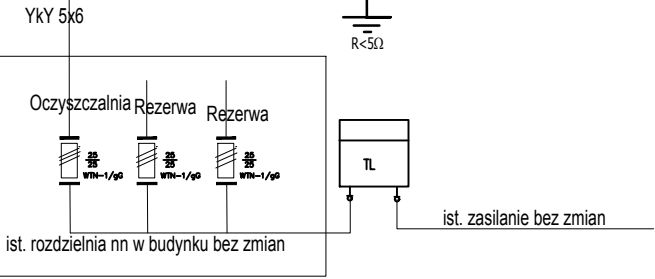 YkY 5x6
R<5Ω
Oczyszczalnia
Rezerwa
Rezerwa
25
25
WTN-1/gG
25
25
WTN-1/gG
25
25
WTN-1/gG
TL
ist. zasilanie bez zmian
ist. rozdzielnia nn w budynku bez zmian